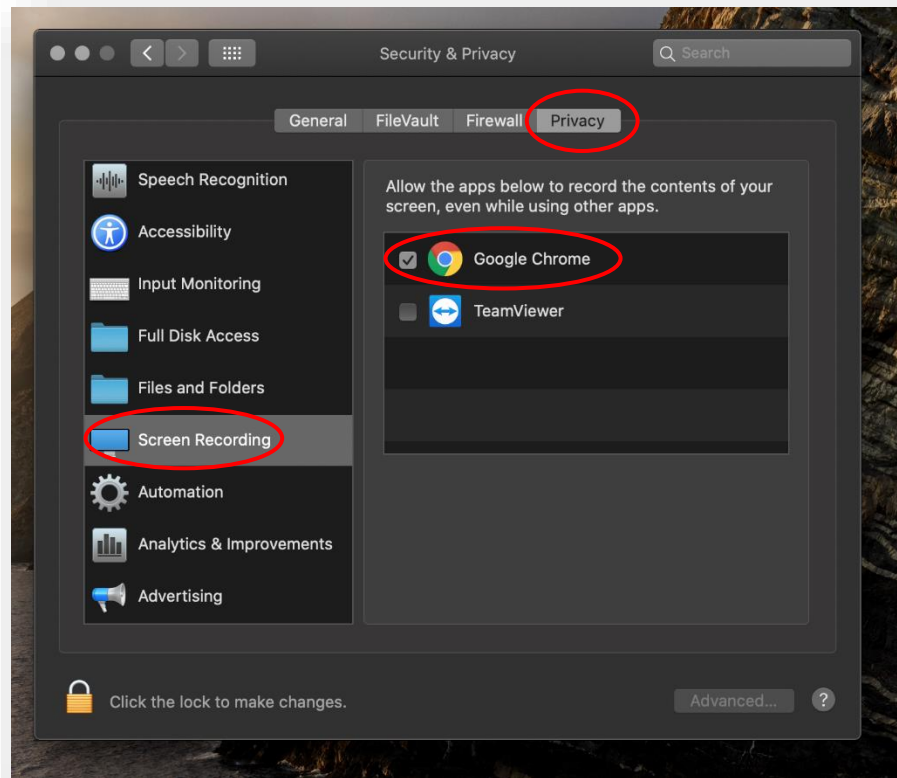 Security & Privacy
Search
General FileVault Firewall Privacy
Speech Recognition
Accessibility
Input Monitoring
Full Disk Access
Files and Folders
Screen Recording
Automation
Analytics & Improvements
Advertising
Allow the apps below to record the contents of your
screen, even while using other apps.
Google Chrome
TeamViewer
Click the lock to make changes.
Advanced...
?